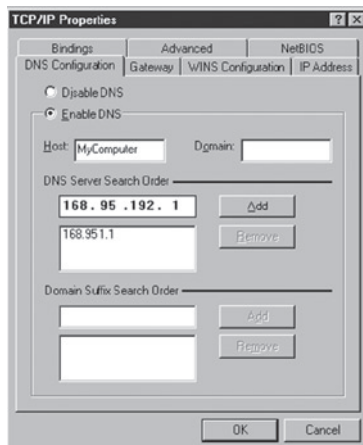 TCP/IP Properties
Bindings Advanced NetBIOS
DNS Configuration Gateway WINS Configuration IP Address
Disable DNS
Enable DNS
Host: MyComputer Domain:
DNS Server Search Order
168. 95 .192. 1 Add
168.951.1 Remove
Domain Suffix Search Order
Add
Remove
OK Cancel